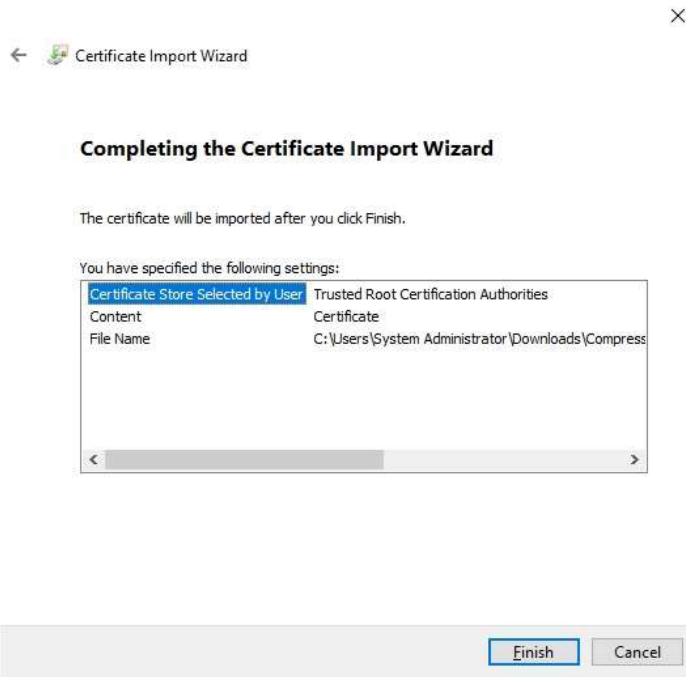 Certificate Import Wizard
Completing the Certificate Import Wizard
The certificate will be imported after you click Finish.
You have specified the following settings:
Certificate Store Selected by User Trusted Root Certification Authorities
Content Certificate
File Name C:\Users\System Administrator\Downloads\Compress
Finish Cancel